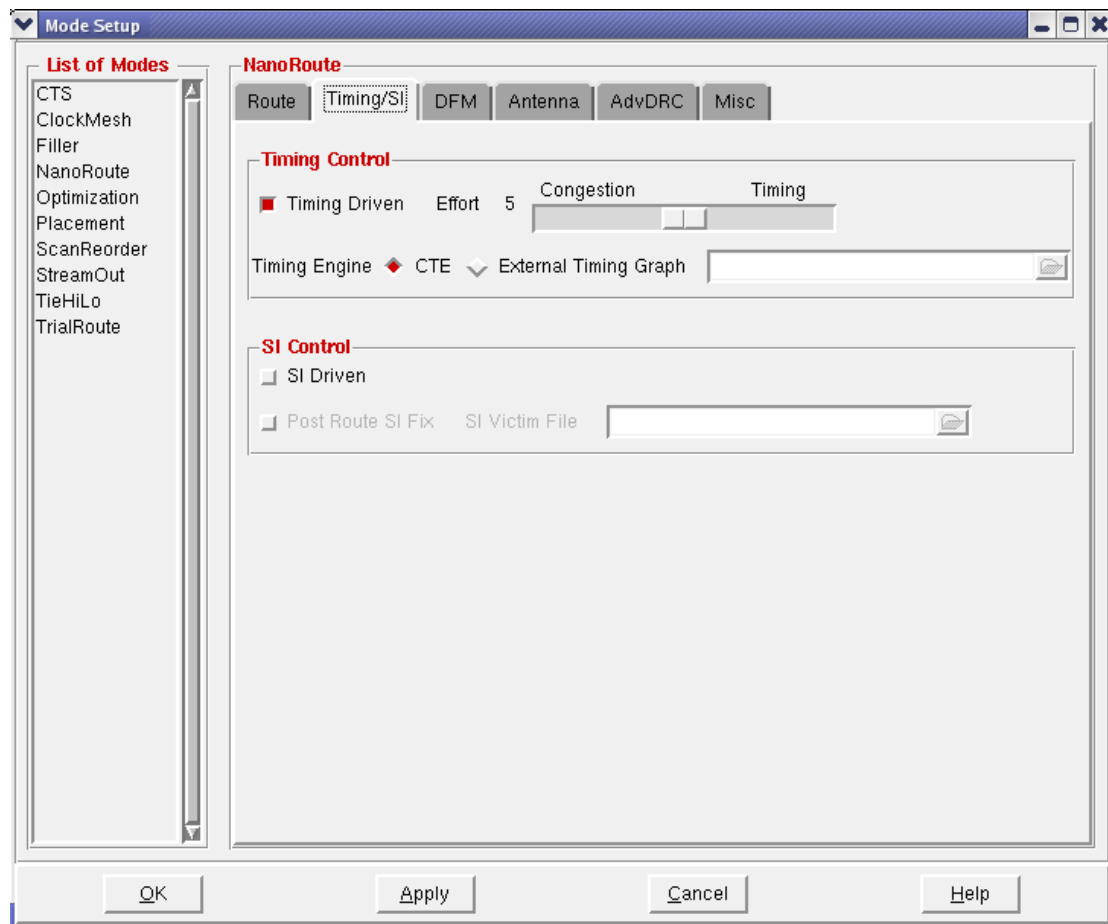 Mode Setup
List of Modes
CTS
ClockMesh
Filler
NanoRoute
Optimization
Placement
ScanReorder
StreamOut
TieHiLo
TrialRoute
NanoRoute
Route Timing/SI DFM Antenna AdvDRC Misc
Timing Control
Congestion Timing
Timing Driven Effort 5
Timing Engine CTE External Timing Graph
SI Control
SI Driven
Post Route SI Fix SI Victim File
OK Apply Cancel Help